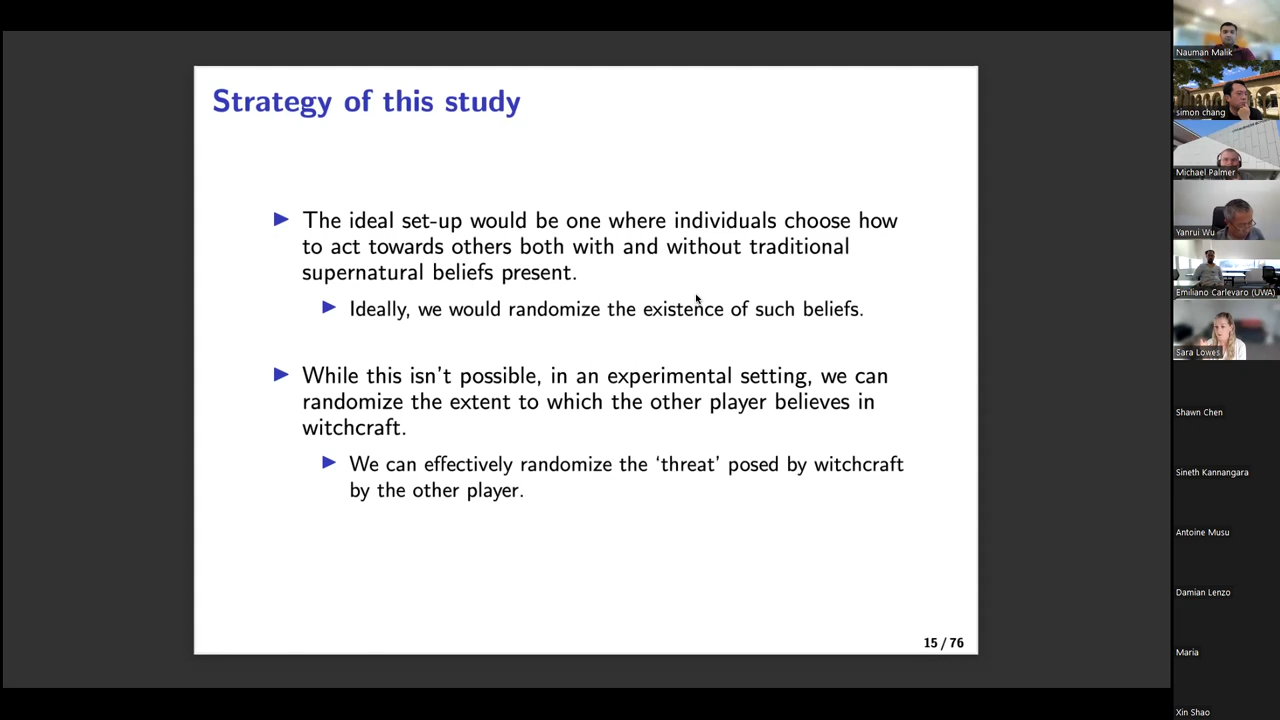 Strategy of this study
The ideal set-up would be one where individuals choose how
to act towards others both with and without traditional
supernatural beliefs present.
Ideally, we would randomize the existence of such beliefs.
While this isn't possible, in an experimental setting, we can
randomize the extent to which the other player believes in
witchcraft.
We can effectively randomize the ‘threat’ posed by witchcraft
by the other player.
15 / 76
Nauman Malik
simon chang
Michael Palmer
Yanrui Wu
Emiliano Carlevaro (UWA)
Sara Lowes
Shawn Chen
Sineth Kannangara
Antoine Musu
Damian Lenzo
Maria
Xin Shao